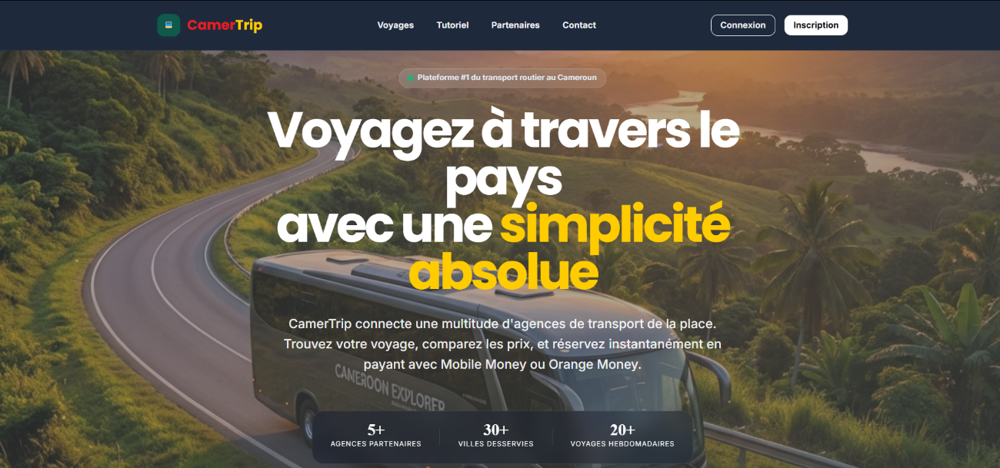 CamerTrip Voyages Tutoriel Partenaires Contact Connexion Inscription
Plateforme #1 du transport routier au Cameroun
Voyagez à travers le
pays
avec une simplicité
absolue
CamerTrip connecte une multitude d'agences de transport de la place.
Trouvez votre voyage, comparez les prix, et réservez instantanément en
payant avec Mobile Money ou Orange Money.
CAMEROON EXPLORER
5+ 30+ 20+
AGENCES PARTENAIRES VILLES DESSERVIES VOYAGES HEBDOMADAIRES